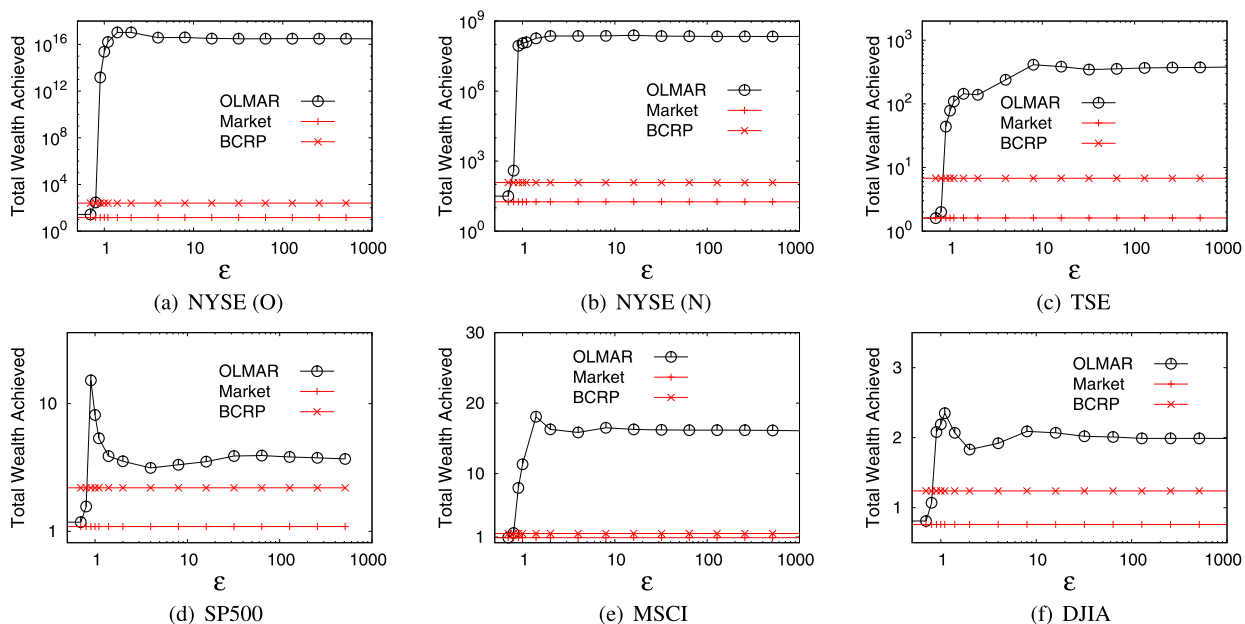 Total Wealth Achieved
10^16
10^12
10^8
10^4
10^0
OLMAR
Market
BCRP
1 10 100 1000
ε
(a) NYSE (O)
Total Wealth Achieved
10^9
10^6
10^3
10^0
OLMAR
Market
BCRP
1 10 100 1000
ε
(b) NYSE (N)
Total Wealth Achieved
10^3
10^2
10^1
10^0
OLMAR
Market
BCRP
1 10 100 1000
ε
(c) TSE
Total Wealth Achieved
10
1
OLMAR
Market
BCRP
1 10 100 1000
ε
(d) SP500
Total Wealth Achieved
30
20
10
1
OLMAR
Market
BCRP
1 10 100 1000
ε
(e) MSCI
Total Wealth Achieved
3
2
1
OLMAR
Market
BCRP
1 10 100 1000
ε
(f) DJIA